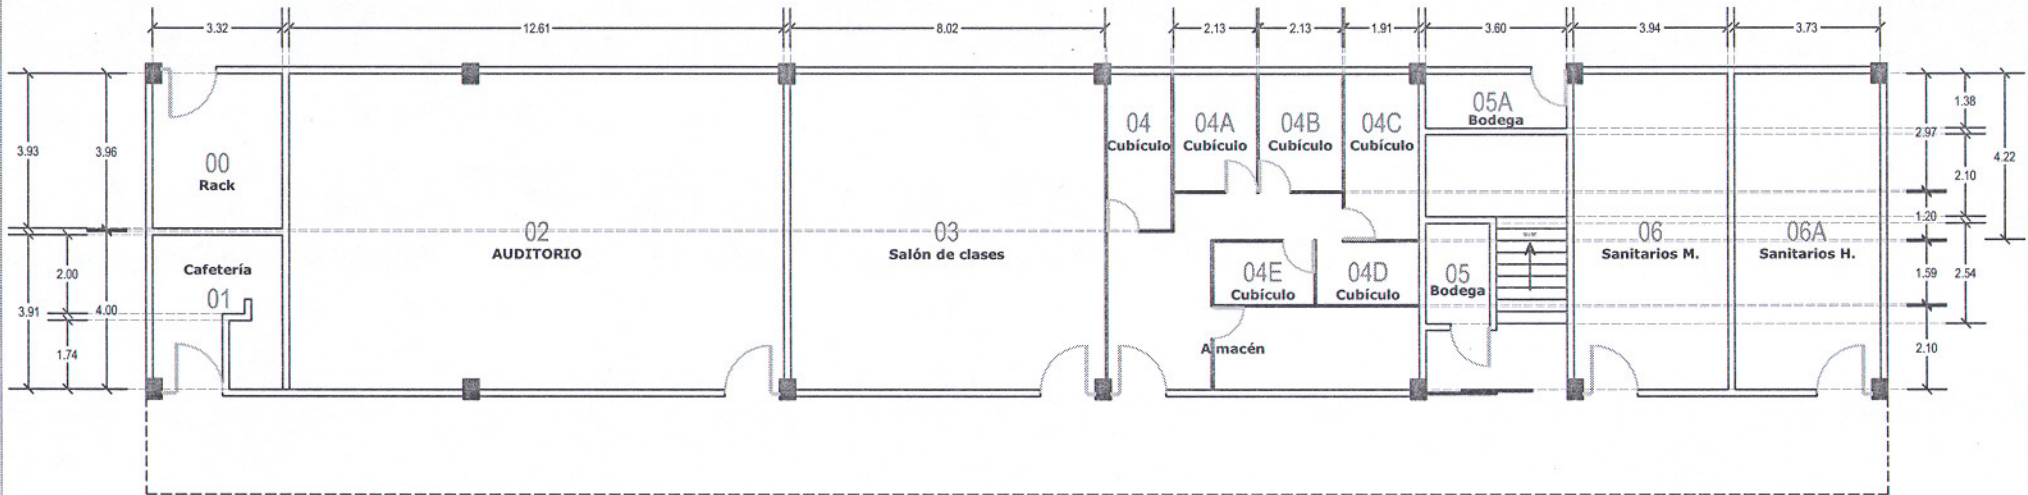 3.32
12.61
8.02
2.13
2.13
1.91
3.60
3.94
3.73
3.93
3.96
3.91
2.00
4.00
1.74
00
Rack
Cafetería
01
02
AUDITORIO
03
Salón de clases
04
Cubículo
04A
Cubículo
04B
Cubículo
04C
Cubículo
04E
Cubículo
04D
Cubículo
Almacén
05A
Bodega
05
Bodega
06
Sanitarios M.
06A
Sanitarios H.
1.38
2.97
4.22
2.10
1.20
1.59
2.54
2.10